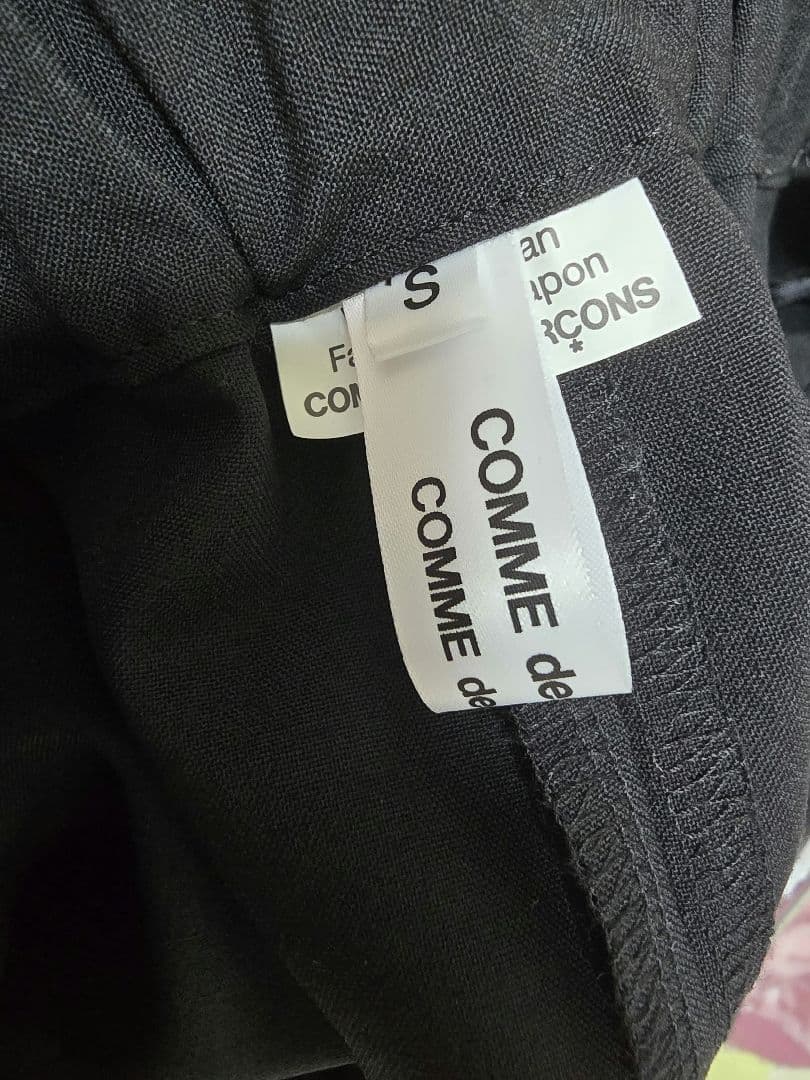 an
apon
RÇONS
*
Fa
COM
'S
COMME de
COMME de